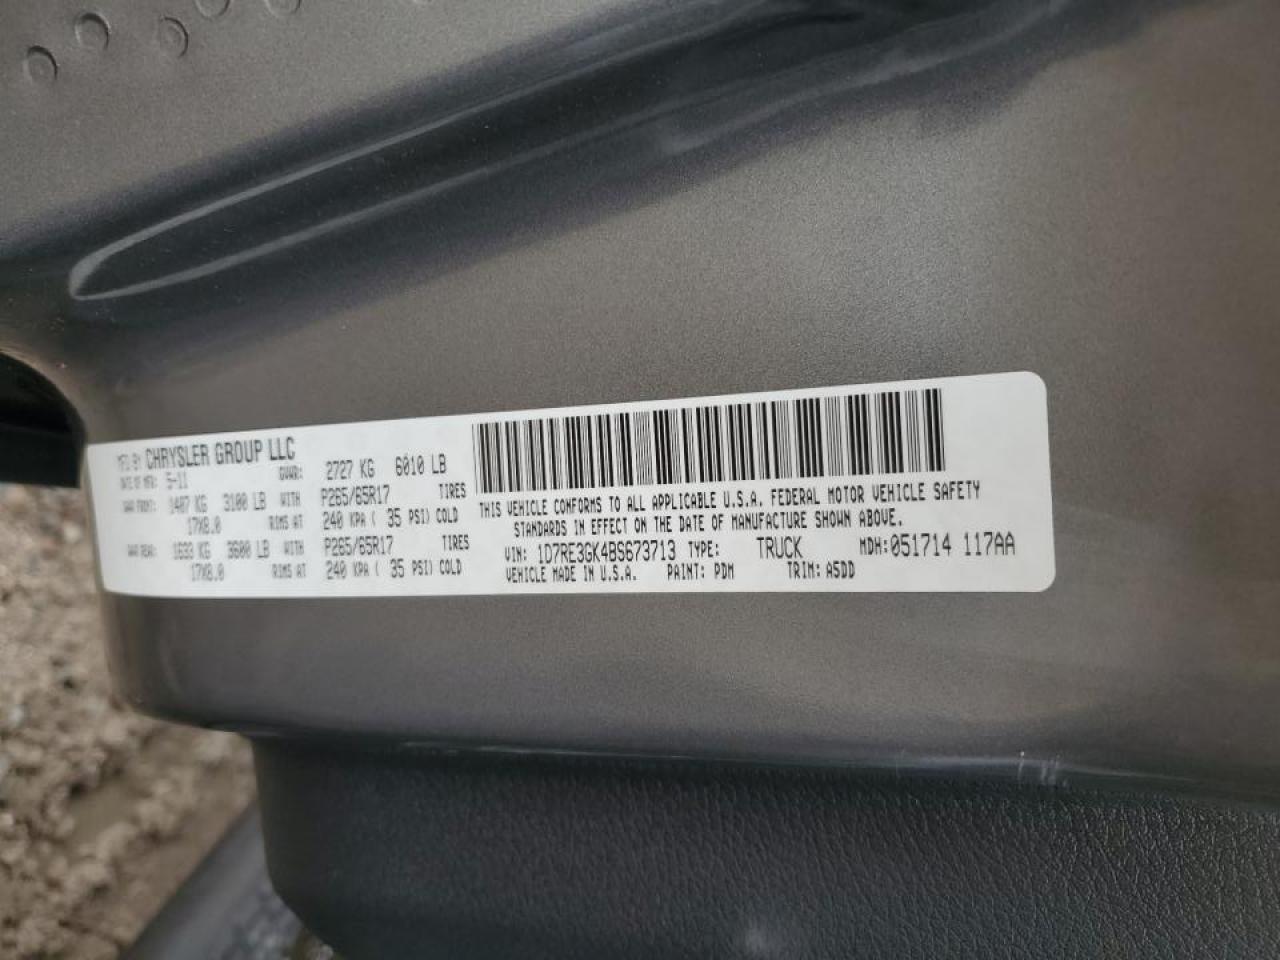 MFD BY CHRYSLER GROUP LLC
DATE OF MFR: 5-11 GVWR: 2727 KG 6010 LB
GAWR FRONT: 1407 KG 3100 LB WITH P265/65R17 TIRES
17X8.0 RIMS AT 240 KPA ( 35 PSI) COLD
GAWR REAR: 1633 KG 3600 LB WITH P265/65R17 TIRES
17X8.0 RIMS AT 240 KPA ( 35 PSI) COLD
THIS VEHICLE CONFORMS TO ALL APPLICABLE U.S.A. FEDERAL MOTOR VEHICLE SAFETY
STANDARDS IN EFFECT ON THE DATE OF MANUFACTURE SHOWN ABOVE.
VIN: 1D7RE3GK4BS673713 TYPE: TRUCK MDH:051714 117AA
VEHICLE MADE IN U.S.A. PAINT: PDM TRIM: A5DD